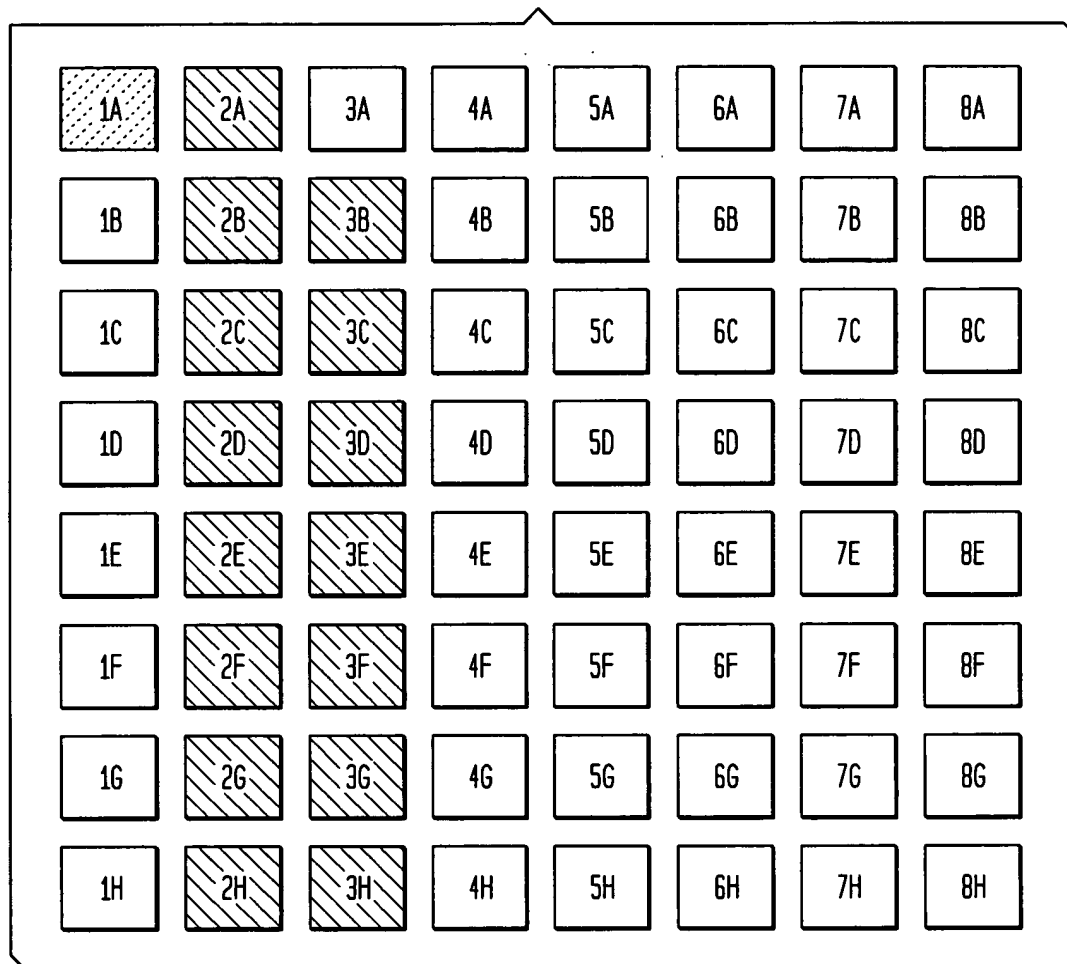 1A 2A 3A 4A 5A 6A 7A 8A
1B 2B 3B 4B 5B 6B 7B 8B
1C 2C 3C 4C 5C 6C 7C 8C
1D 2D 3D 4D 5D 6D 7D 8D
1E 2E 3E 4E 5E 6E 7E 8E
1F 2F 3F 4F 5F 6F 7F 8F
1G 2G 3G 4G 5G 6G 7G 8G
1H 2H 3H 4H 5H 6H 7H 8H